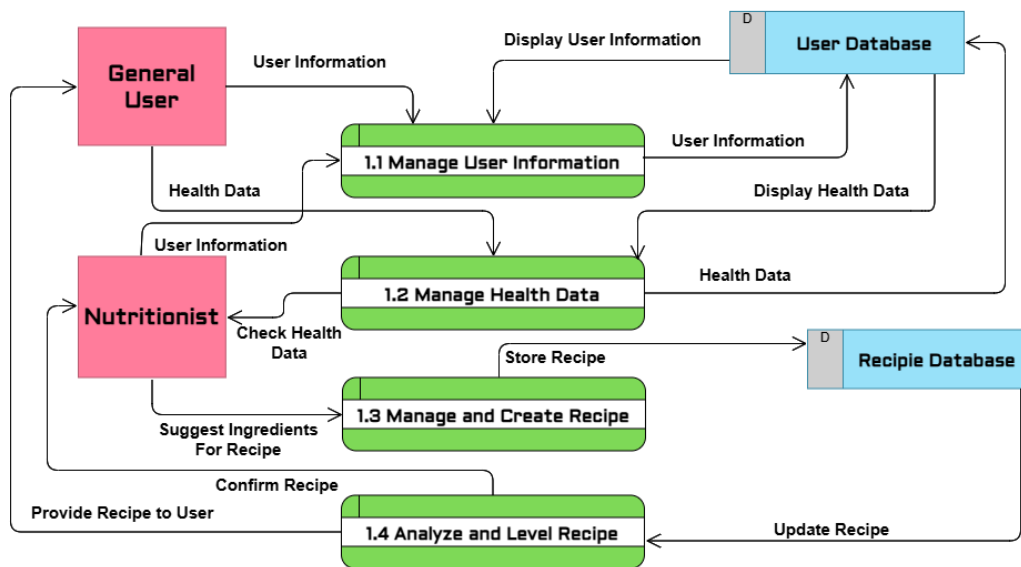 D
User Database
Display User Information
General
User
User Information
1.1 Manage User Information
User Information
Health Data
Display Health Data
User Information
Nutritionist
1.2 Manage Health Data
Health Data
Check Health
Data
D
Recipie Database
Store Recipe
1.3 Manage and Create Recipe
Suggest Ingredients
For Recipe
Confirm Recipe
Provide Recipe to User
1.4 Analyze and Level Recipe
Update Recipe